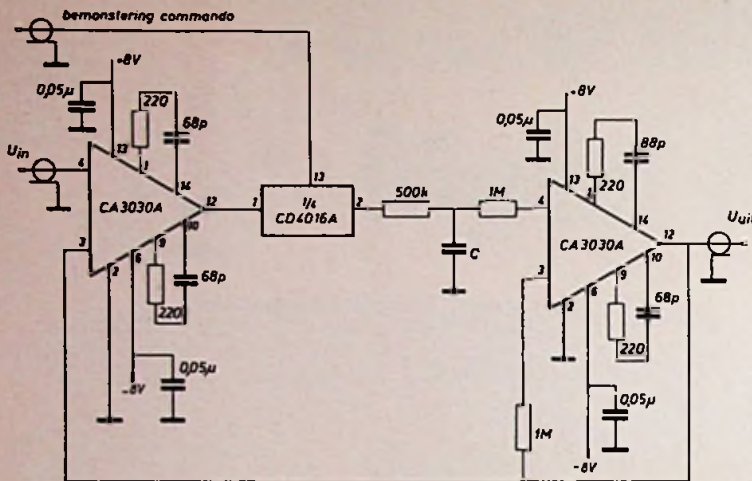 bemonstering commando
+8V
0,05µ
220
68p
13
1
14
U in
4
CA3030A
12
3
10
9
2
6
68p
220
0,05µ
-8V
13
1
1/4
CD4016A
2
500k
1M
C
+8V
0,05µ
88p
13
1
220
14
4
CA3030A
12
U uit
3
10
9
2
6
68p
220
0,05µ
1M
-8V